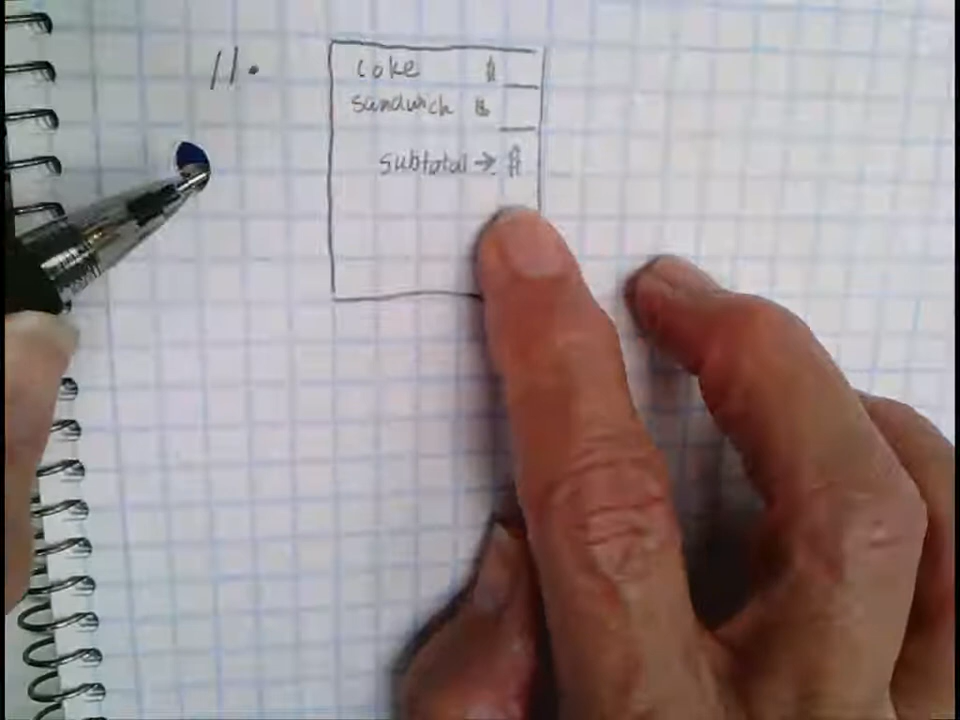 11.
coke
sandwich
subtotal →